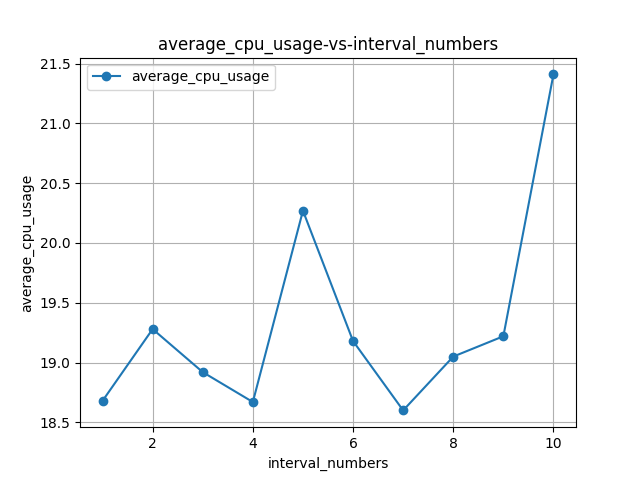 average_cpu_usage-vs-interval_numbers
average_cpu_usage
21.5
21.0
20.5
20.0
19.5
19.0
18.5
average_cpu_usage
2 4 6 8 10
interval_numbers